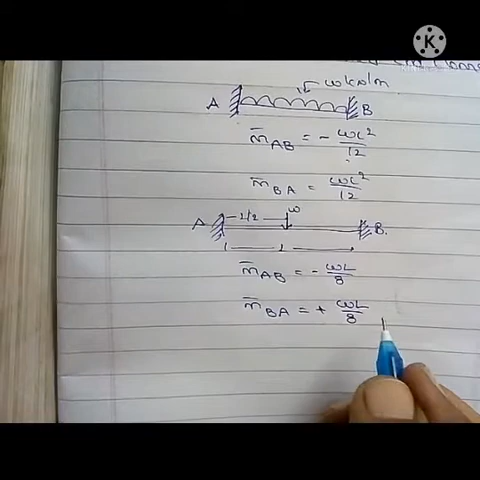 K
ω kN/m
A B
m̄AB = - ωL²/12
m̄BA = ωL²/12
A L/2 ω B.
L
m̄AB = - ωL/8
m̄BA = + ωL/8